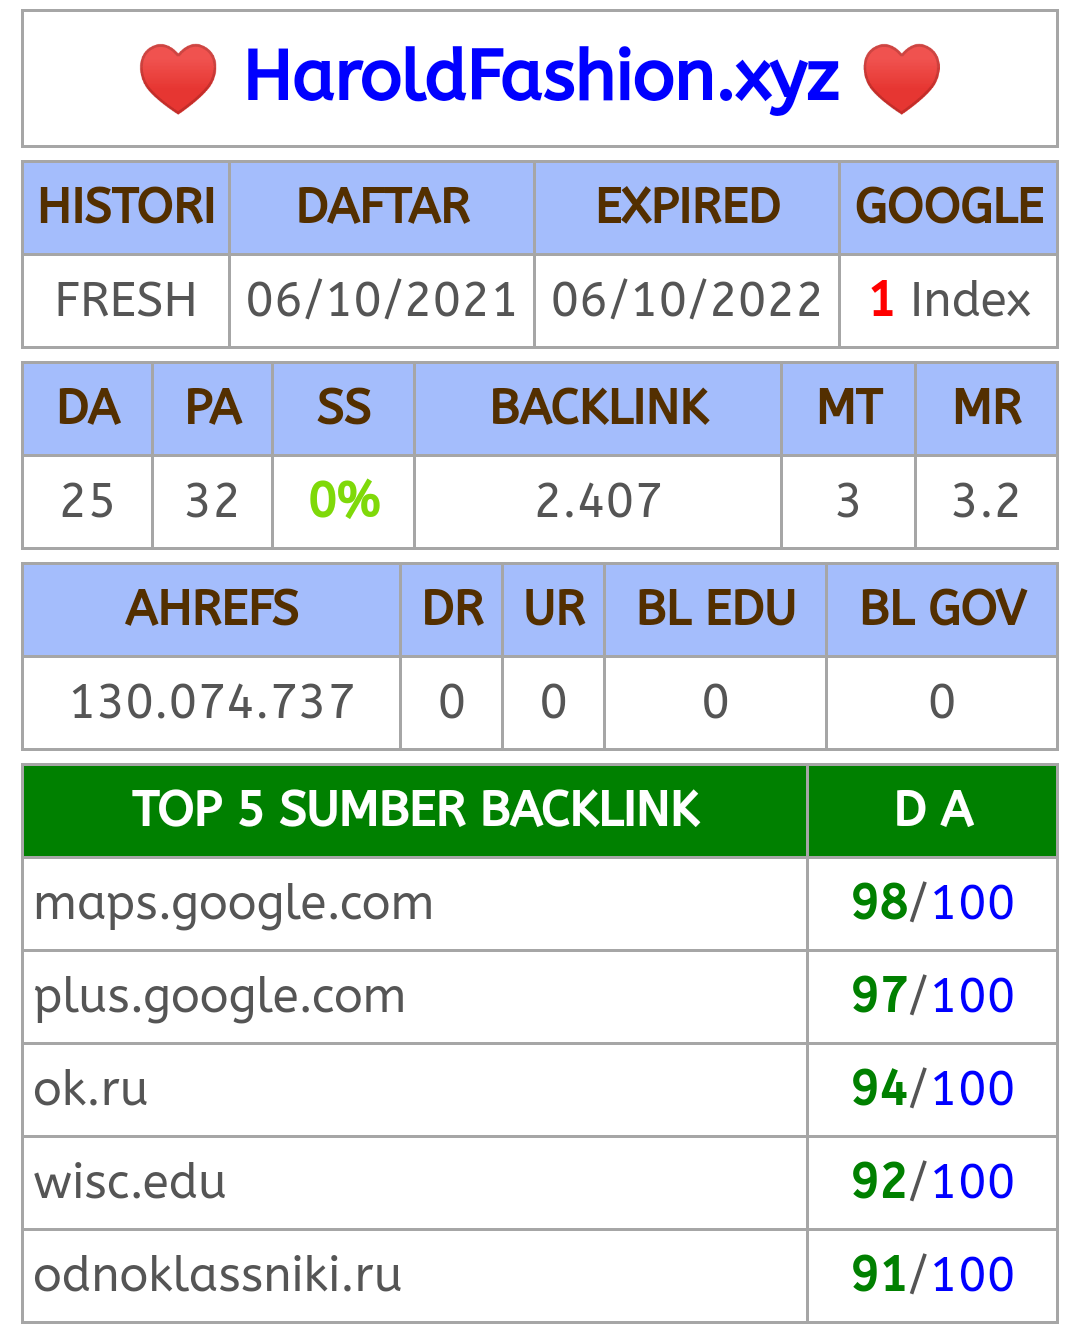 HaroldFashion.xyz
HISTORI DAFTAR EXPIRED GOOGLE
FRESH 06/10/2021 06/10/2022 1 Index
DA PA SS BACKLINK MT MR
25 32 0% 2.407 3 3.2
AHREFS DR UR BL EDU BL GOV
130.074.737 0 0 0 0
TOP 5 SUMBER BACKLINK D A
maps.google.com 98/100
plus.google.com 97/100
ok.ru 94/100
wisc.edu 92/100
odnoklassniki.ru 91/100